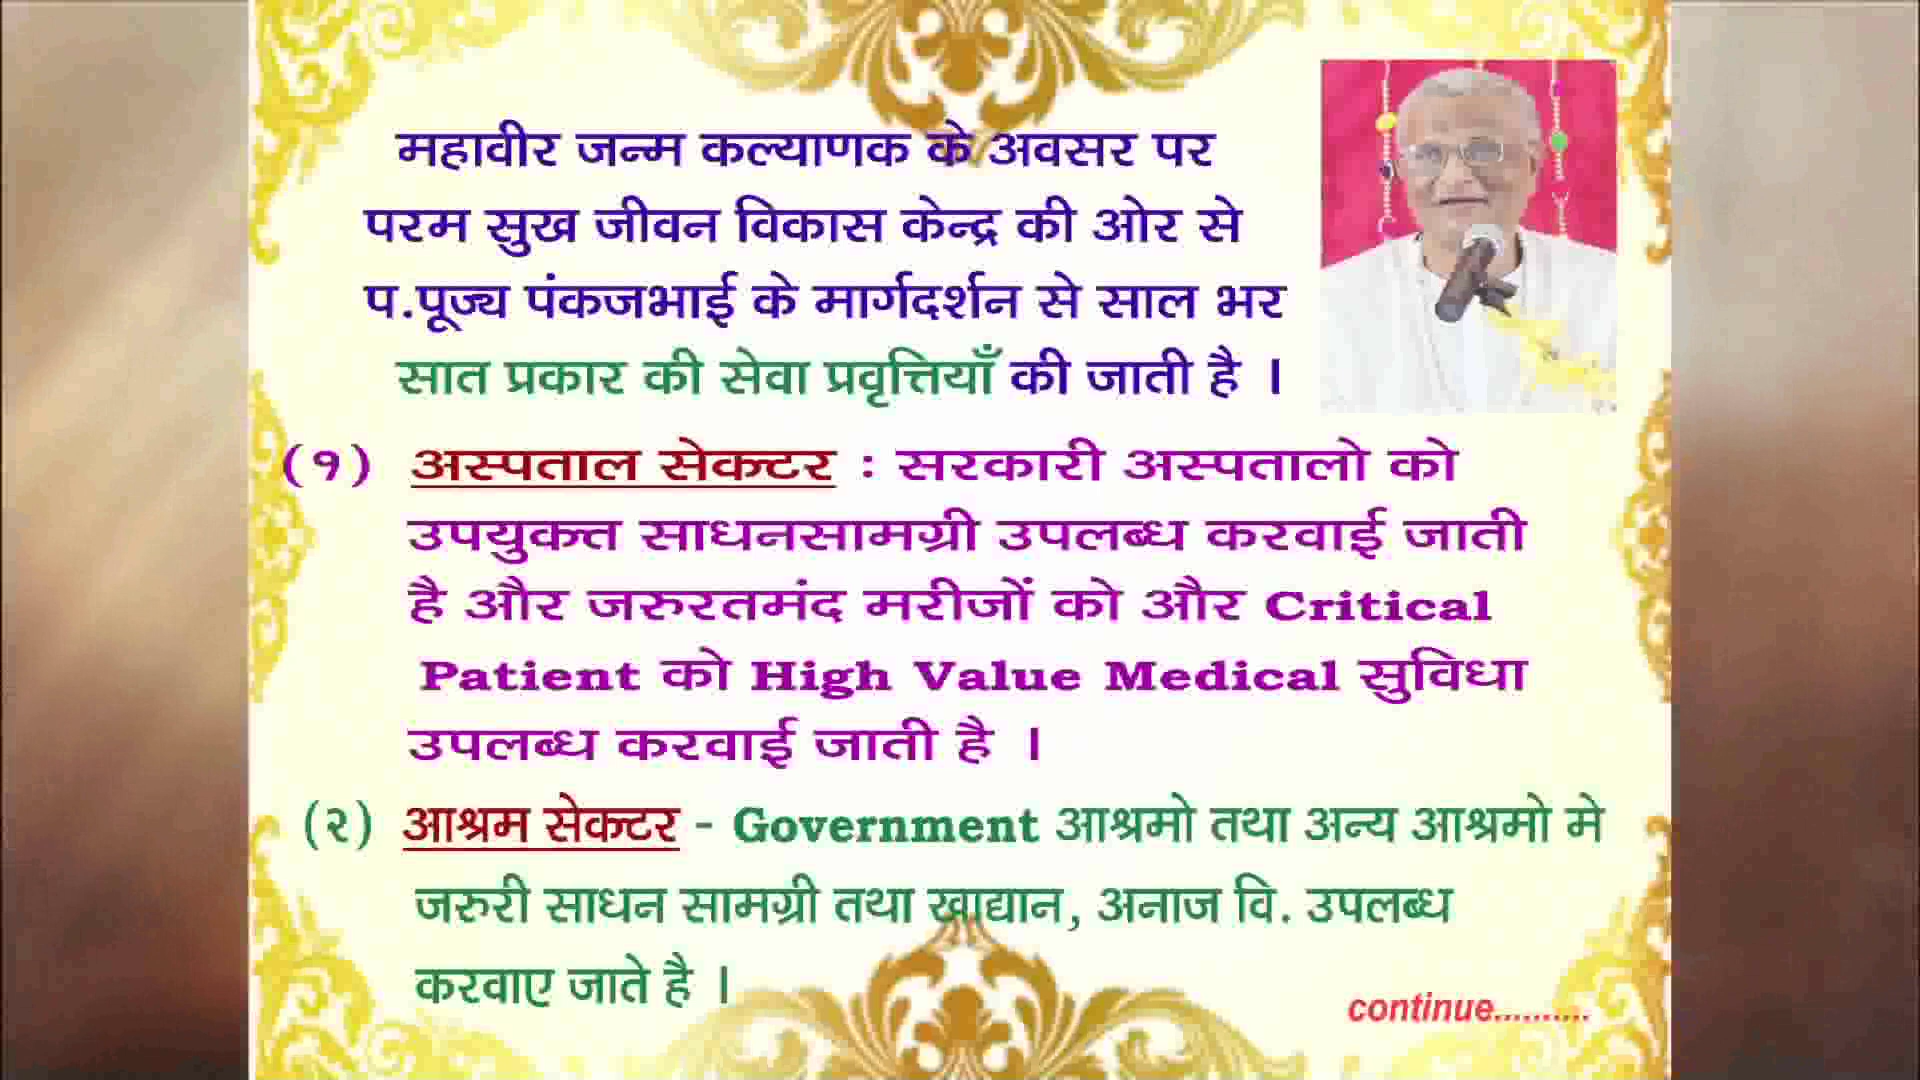 महावीर जन्म कल्याणक के अवसर पर
परम सुख जीवन विकास केन्द्र की ओर से
प.पूज्य पंकजभाई के मार्गदर्शन से साल भर
सात प्रकार की सेवा प्रवृत्तियाँ की जाती है ।
(१) अस्पताल सेक्टर : सरकारी अस्पतालो को
उपयुक्त साधनसामग्री उपलब्ध करवाई जाती
है और जरुरतमंद मरीजों को और Critical
Patient को High Value Medical सुविधा
उपलब्ध करवाई जाती है ।
(२) आश्रम सेक्टर - Government आश्रमो तथा अन्य आश्रमो मे
जरुरी साधन सामग्री तथा खाद्यान, अनाज वि. उपलब्ध
करवाए जाते है ।
continue..........